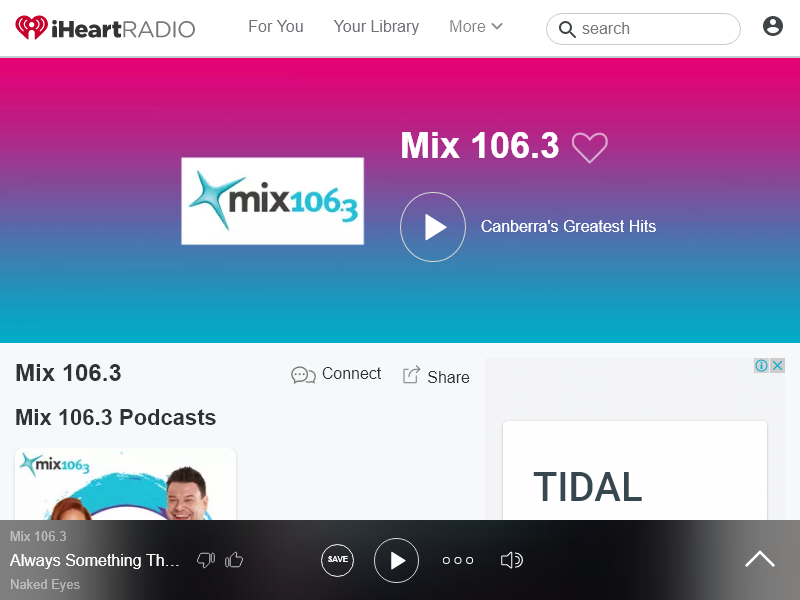 iHeartRADIO
For You
Your Library
More
search
Mix 106.3
mix106.3
Canberra's Greatest Hits
Mix 106.3
Connect
Share
Mix 106.3 Podcasts
mix106.3
TIDAL
Mix 106.3
Always Something Th...
Naked Eyes
SAVE